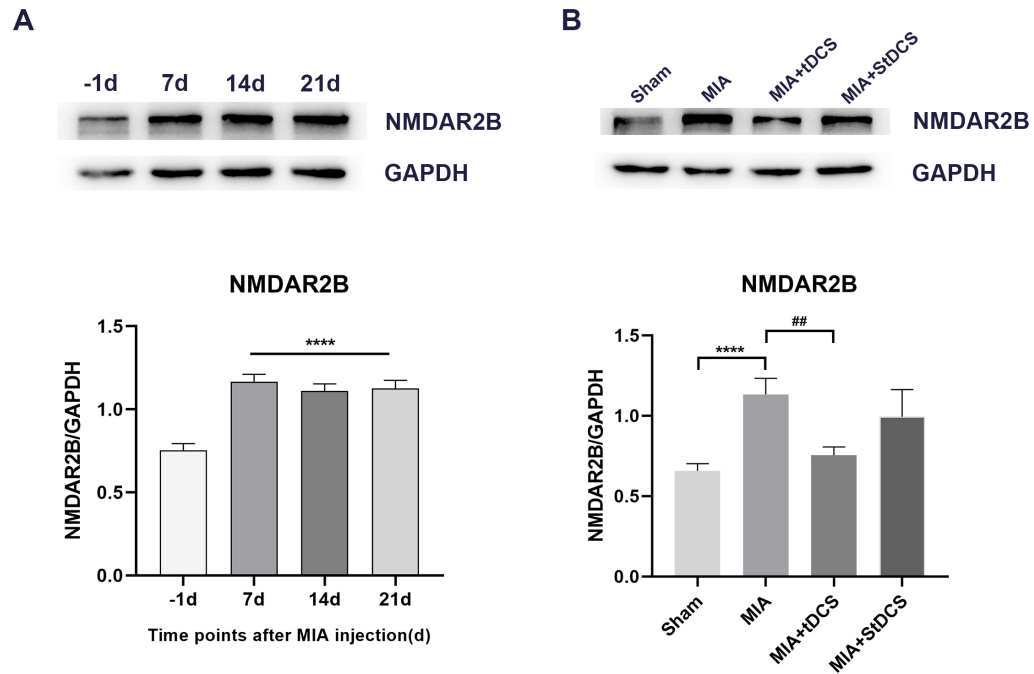 A
-1d 7d 14d 21d
NMDAR2B
GAPDH
NMDAR2B
****
1.5
1.0
0.5
0.0
NMDAR2B/GAPDH
-1d 7d 14d 21d
Time points after MIA injection(d)
B
Sham MIA MIA+tDCS MIA+StDCS
NMDAR2B
GAPDH
NMDAR2B
**** ##
1.5
1.0
0.5
0.0
NMDAR2B/GAPDH
Sham MIA MIA+tDCS MIA+StDCS